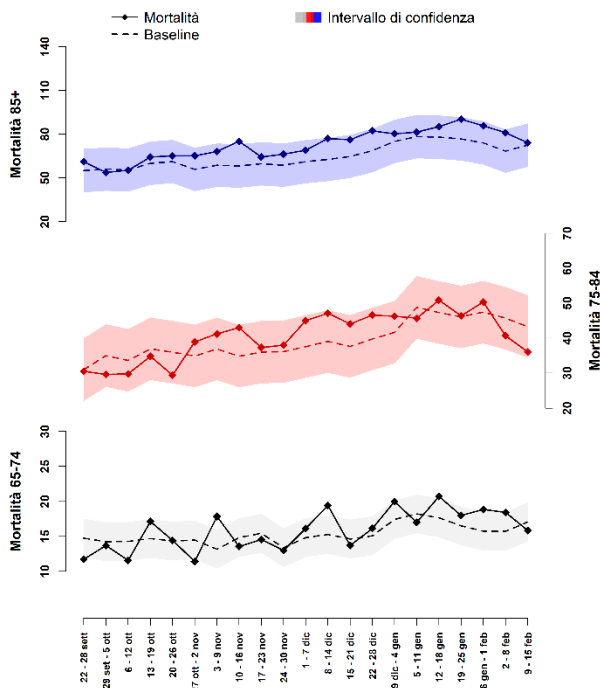 Mortalità
Baseline
Intervallo di confidenza
Mortalità 85+
140
110
80
50
20
Mortalità 75-84
70
60
50
40
30
20
Mortalità 65-74
30
25
20
15
10
22 - 28 sett
29 set - 5 ott
6 - 12 ott
13 - 19 ott
20 - 26 ott
7 ott - 2 nov
3 - 9 nov
10 - 16 nov
17 - 23 nov
24 - 30 nov
1 - 7 dic
8 - 14 dic
15 - 21 dic
22 - 28 dic
9 dic - 4 gen
5 - 11 gen
12 - 18 gen
19 - 25 gen
6 gen - 1 feb
2 - 8 feb
9 - 15 feb